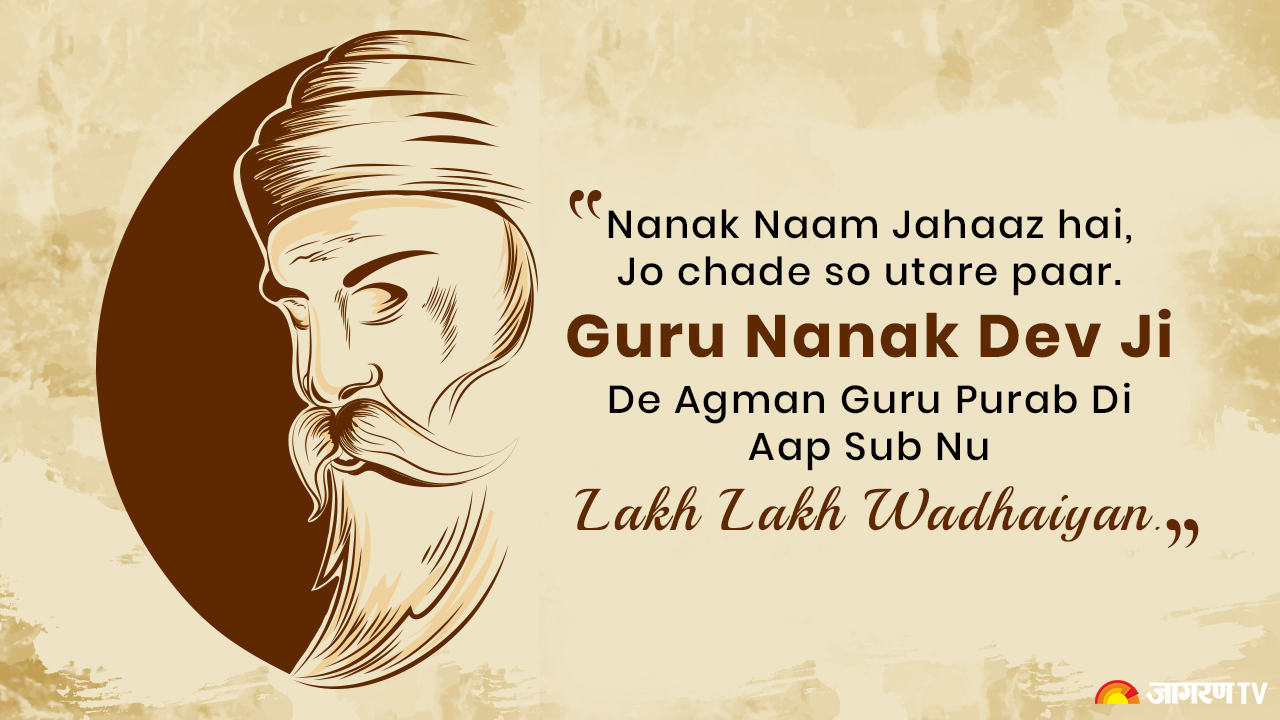 “Nanak Naam Jahaaz hai,
Jo chade so utare paar.
Guru Nanak Dev Ji
De Agman Guru Purab Di
Aap Sub Nu
Lakh Lakh Wadhaiyan.”
जागरण TV